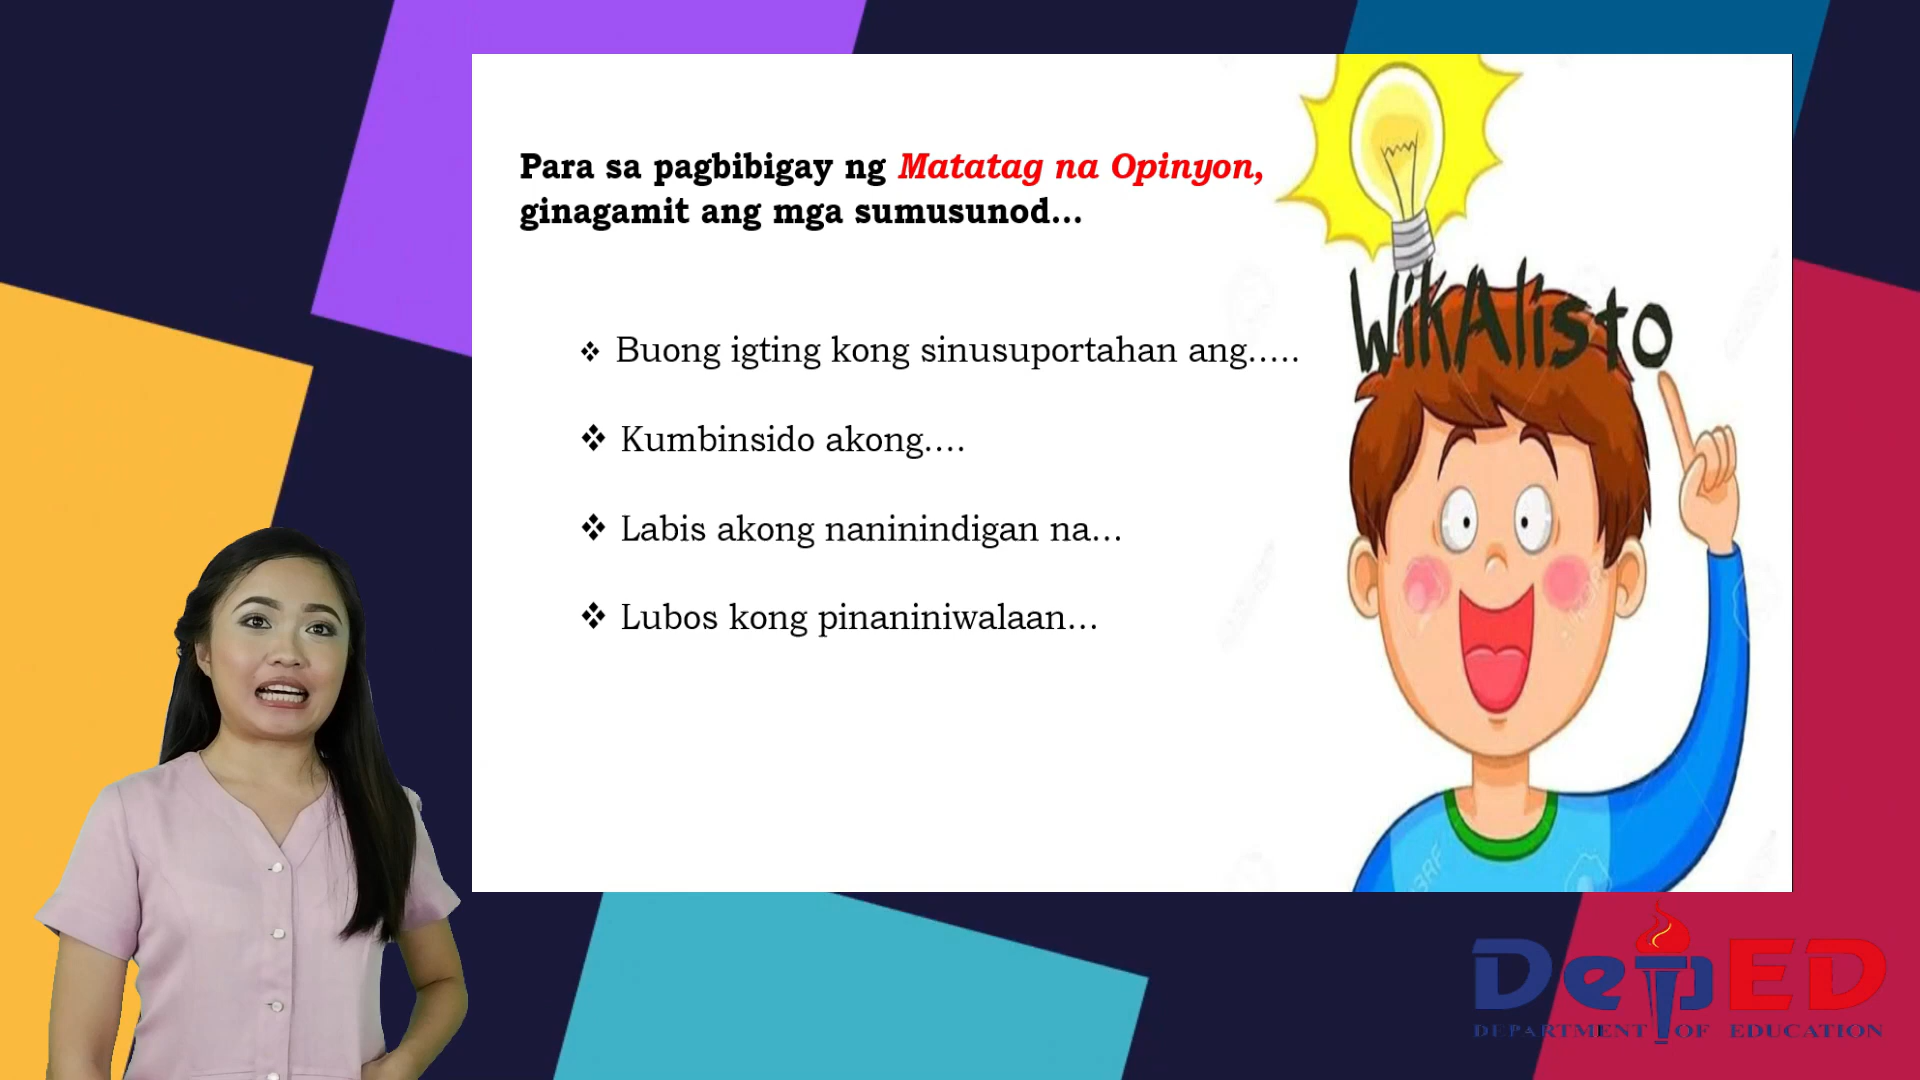 Para sa pagbibigay ng Matatag na Opinyon,
ginagamit ang mga sumusunod...
❖ Buong igting kong sinusuportahan ang.....
❖ Kumbinsido akong....
❖ Labis akong naninindigan na...
❖ Lubos kong pinaniniwalaan...
WikAlisto
DepED
DEPARTMENT OF EDUCATION